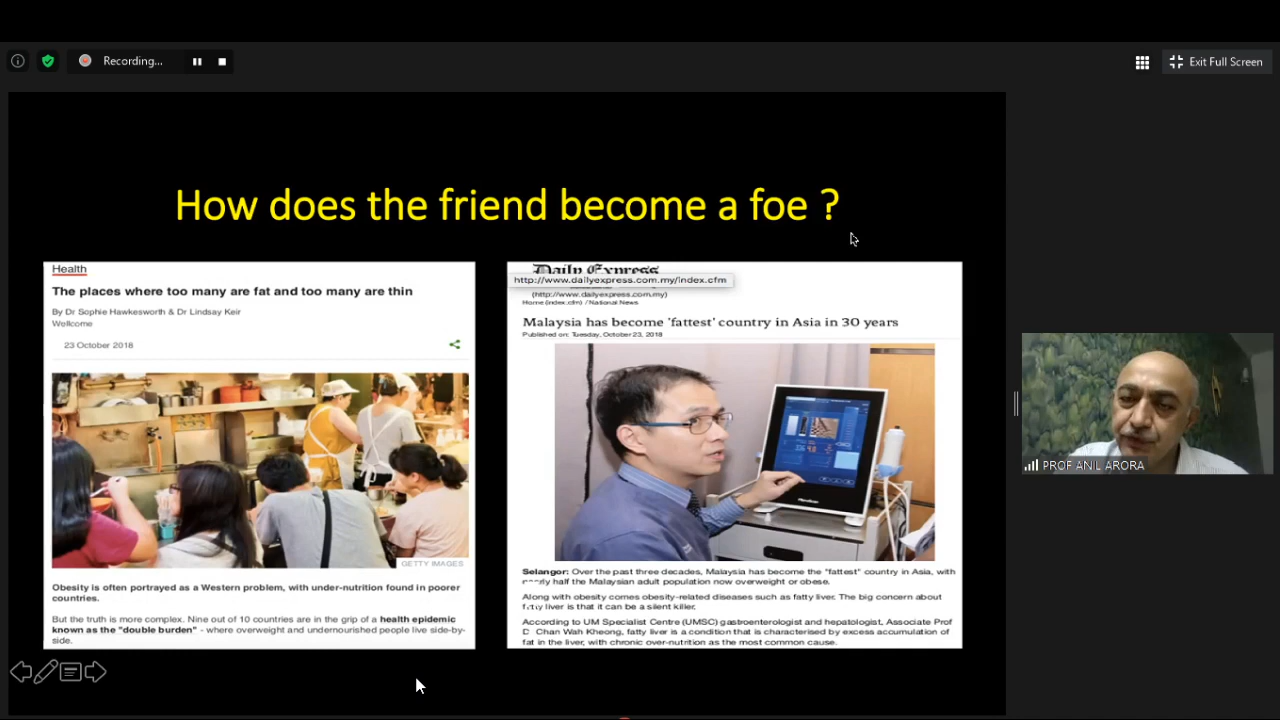 Recording...
Exit Full Screen
How does the friend become a foe ?
Health
The places where too many are fat and too many are thin
By Dr Sophie Hawkesworth & Dr Lindsay Keir
Wellcome
23 October 2018
GETTY IMAGES
Obesity is often portrayed as a Western problem, with under-nutrition found in poorer
countries.
But the truth is more complex. Nine out of 10 countries are in the grip of a health epidemic
known as the "double burden" - where overweight and undernourished people live side-by-
side.
Daily Express
http://www.dailyexpress.com.my/index.cfm
(http://www.dailyexpress.com.my)
Home (index.cfm) / National News
Malaysia has become 'fattest' country in Asia in 30 years
Published on: Tuesday, October 23, 2018
Selangor: Over the past three decades, Malaysia has become the "fattest" country in Asia, with
nearly half the Malaysian adult population now overweight or obese.
Along with obesity comes obesity-related diseases such as fatty liver. The big concern about
fatty liver is that it can be a silent killer.
According to UM Specialist Centre (UMSC) gastroenterologist and hepatologist, Associate Prof
Chan Wah Kheong, fatty liver is a condition that is characterised by excess accumulation of
fat in the liver, with chronic over-nutrition as the most common cause.
PROF ANIL ARORA